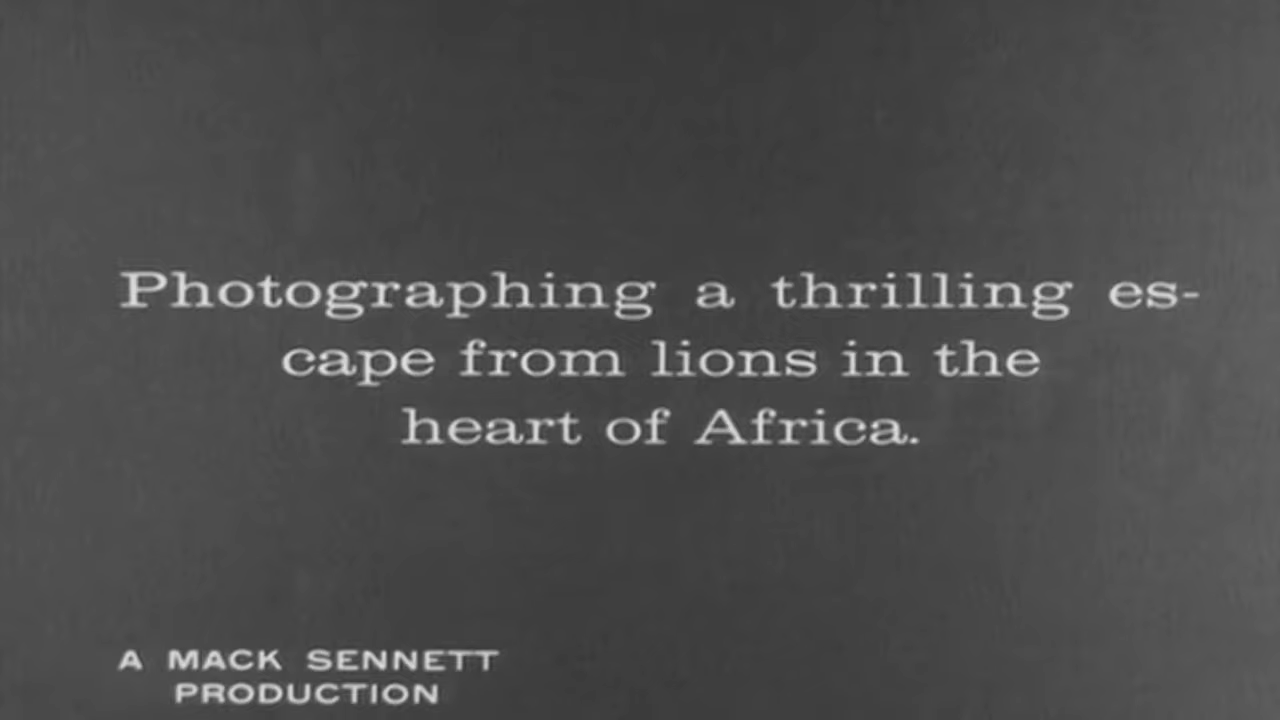 Photographing a thrilling es-
cape from lions in the
heart of Africa.
A MACK SENNETT
PRODUCTION